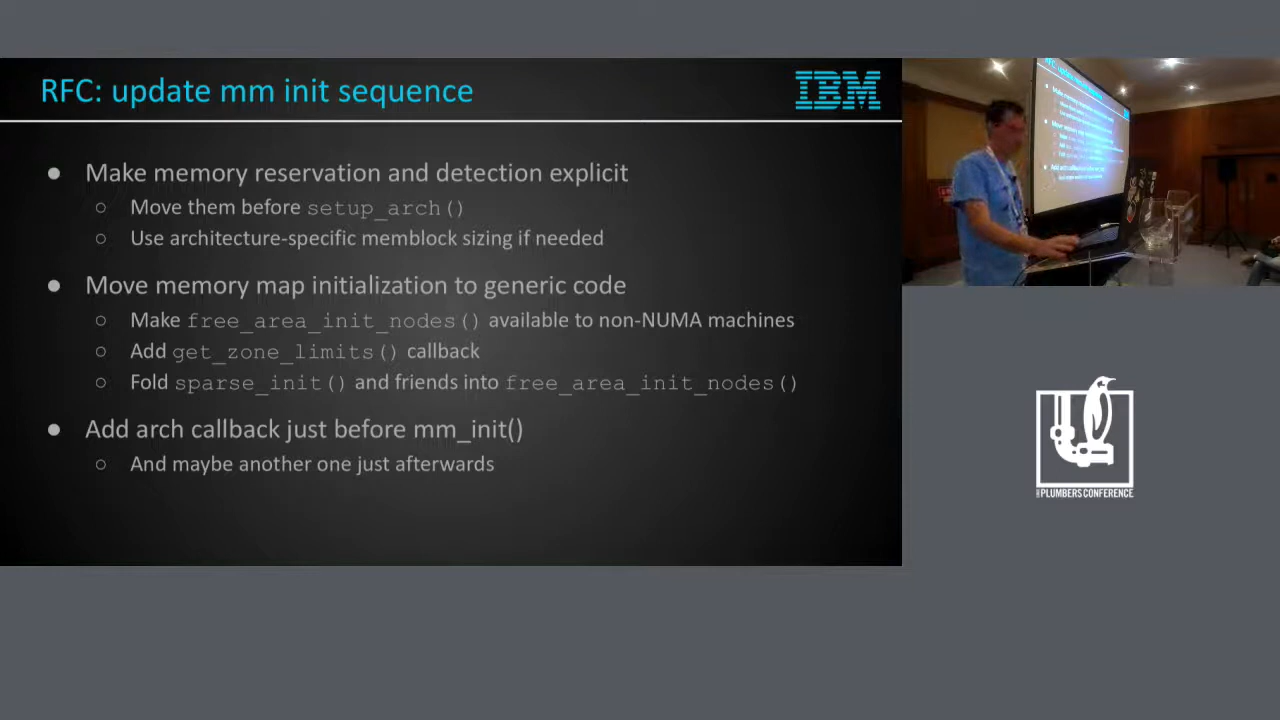 RFC: update mm init sequence
IBM
● Make memory reservation and detection explicit
○ Move them before setup_arch()
○ Use architecture-specific memblock sizing if needed
● Move memory map initialization to generic code
○ Make free_area_init_nodes() available to non-NUMA machines
○ Add get_zone_limits() callback
○ Fold sparse_init() and friends into free_area_init_nodes()
● Add arch callback just before mm_init()
○ And maybe another one just afterwards
PLUMBERS CONFERENCE